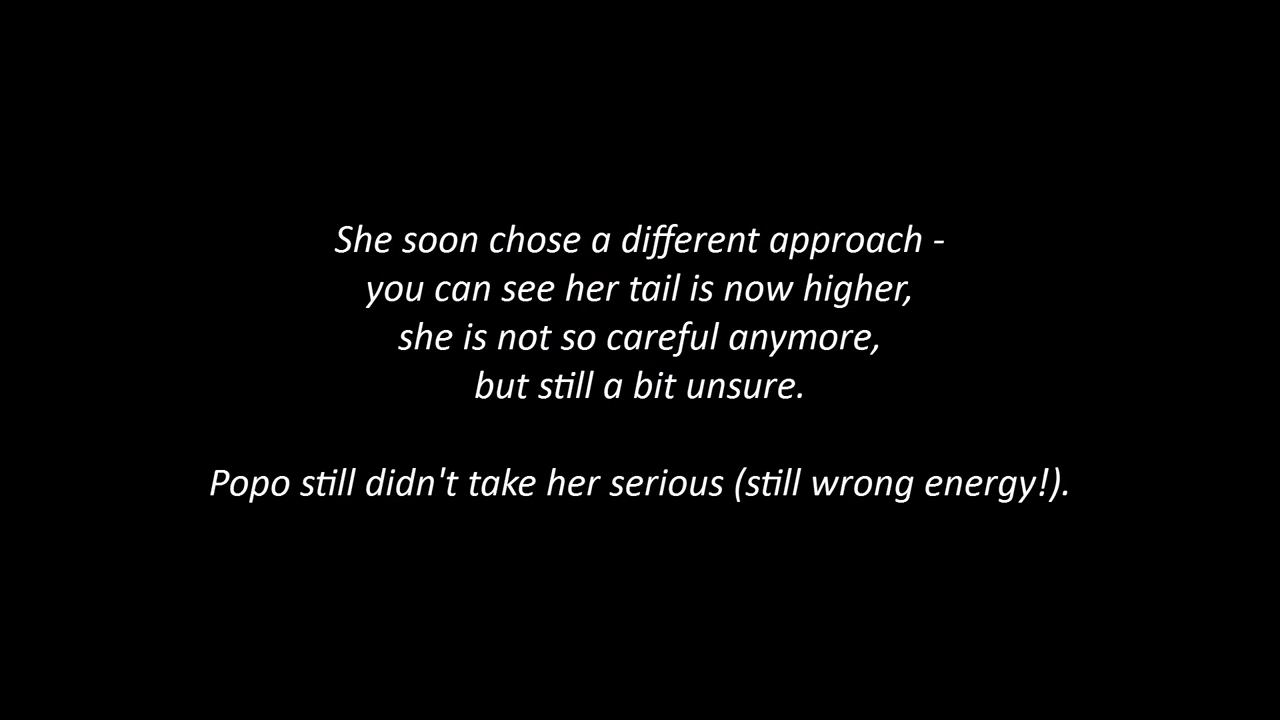 She soon chose a different approach -
you can see her tail is now higher,
she is not so careful anymore,
but still a bit unsure.
Popo still didn't take her serious (still wrong energy!).